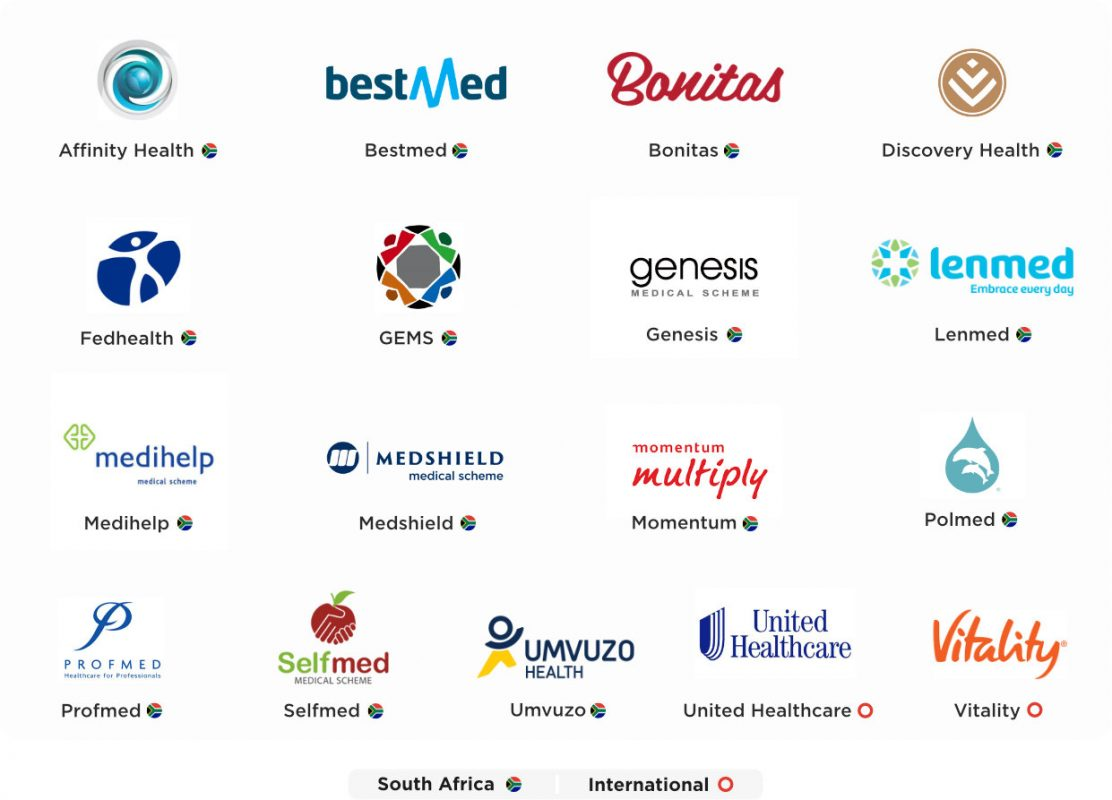 bestMed
Bonitas
Affinity Health
Bestmed
Bonitas
Discovery Health
genesis
MEDICAL SCHEME
lenmed
Embrace every day
Fedhealth
GEMS
Genesis
Lenmed
medihelp
medical scheme
MEDSHIELD
medical scheme
momentum
multiply
Medihelp
Medshield
Momentum
Polmed
PROFMED
Healthcare for Professionals
Selfmed
MEDICAL SCHEME
UMVUZO
HEALTH
United
Healthcare
Vitality®
Profmed
Selfmed
Umvuzo
United Healthcare
Vitality
South Africa
International